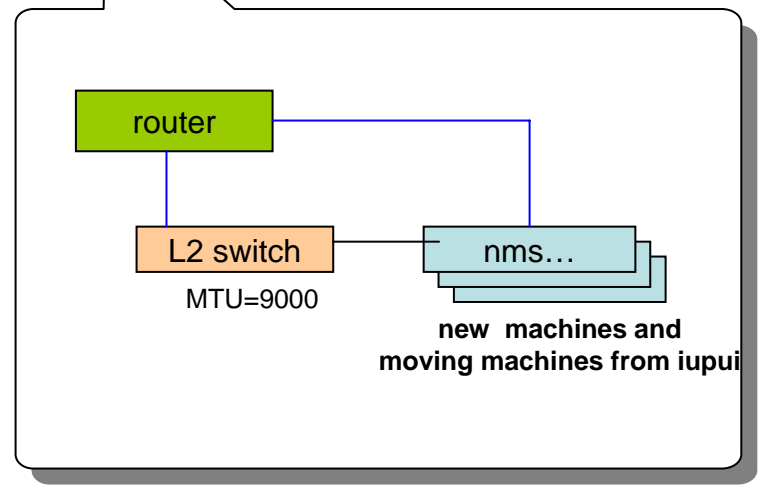 router
L2 switch
nms…
MTU=9000
new machines and
moving machines from iupui